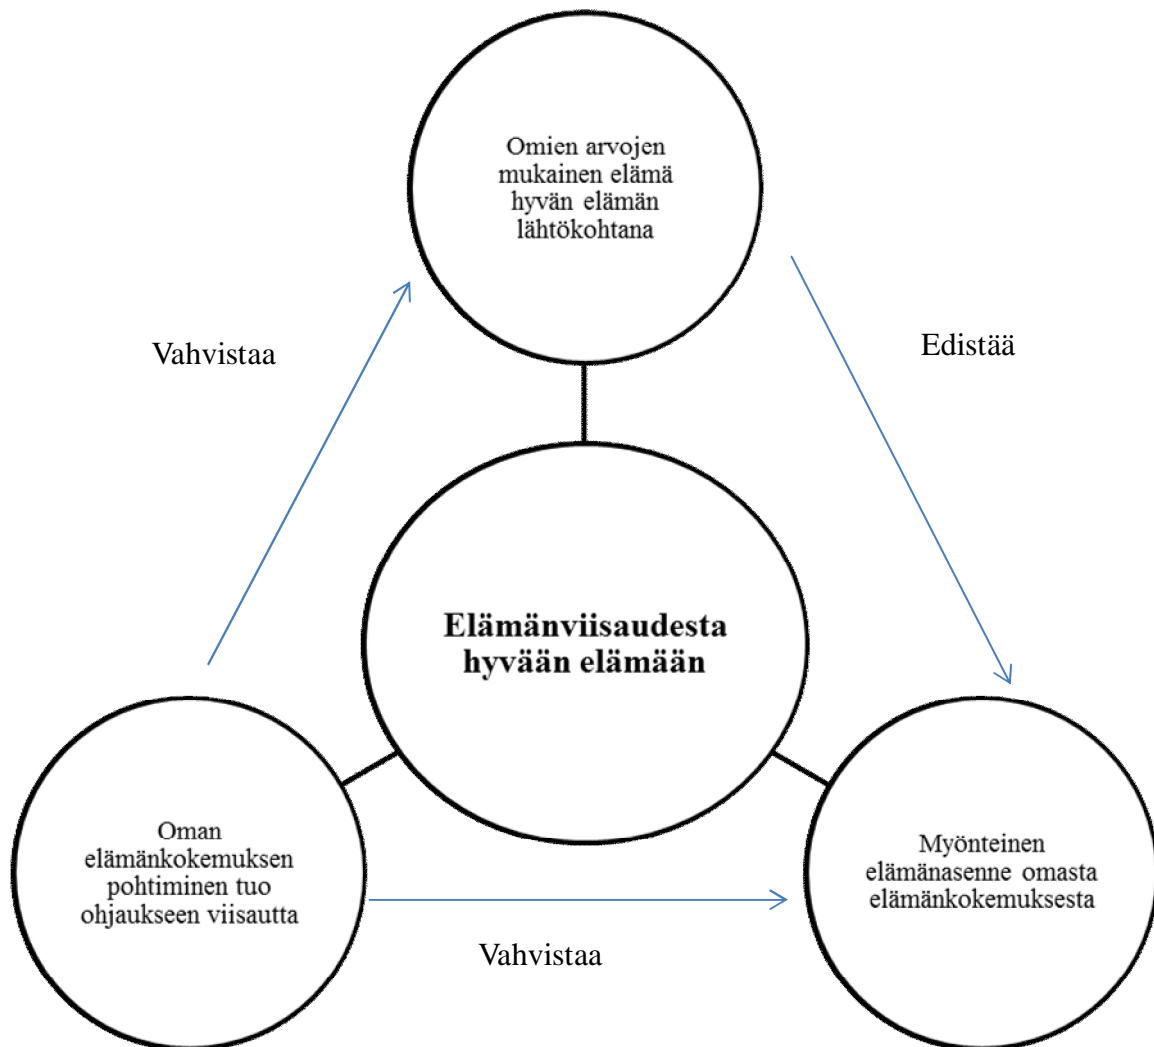 Omien arvojen
mukainen elämä
hyvän elämän
lähtökohtana
Vahvistaa
Edistää
Elämänviisaudesta
hyvään elämään
Oman
elämänkokemuksen
pohtiminen tuo
ohjaukseen viisautta
Myönteinen
elämänasenne omasta
elämänkokemuksesta
Vahvistaa